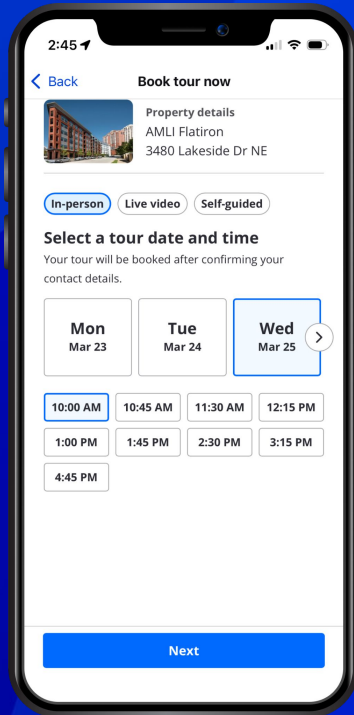 2:45
Back
Book tour now
Property details
AMLI Flatiron
3480 Lakeside Dr NE
In-person
Live video
Self-guided
Select a tour date and time
Your tour will be booked after confirming your
contact details.
Mon
Mar 23
Tue
Mar 24
Wed
Mar 25
10:00 AM
10:45 AM
11:30 AM
12:15 PM
1:00 PM
1:45 PM
2:30 PM
3:15 PM
4:45 PM
Next